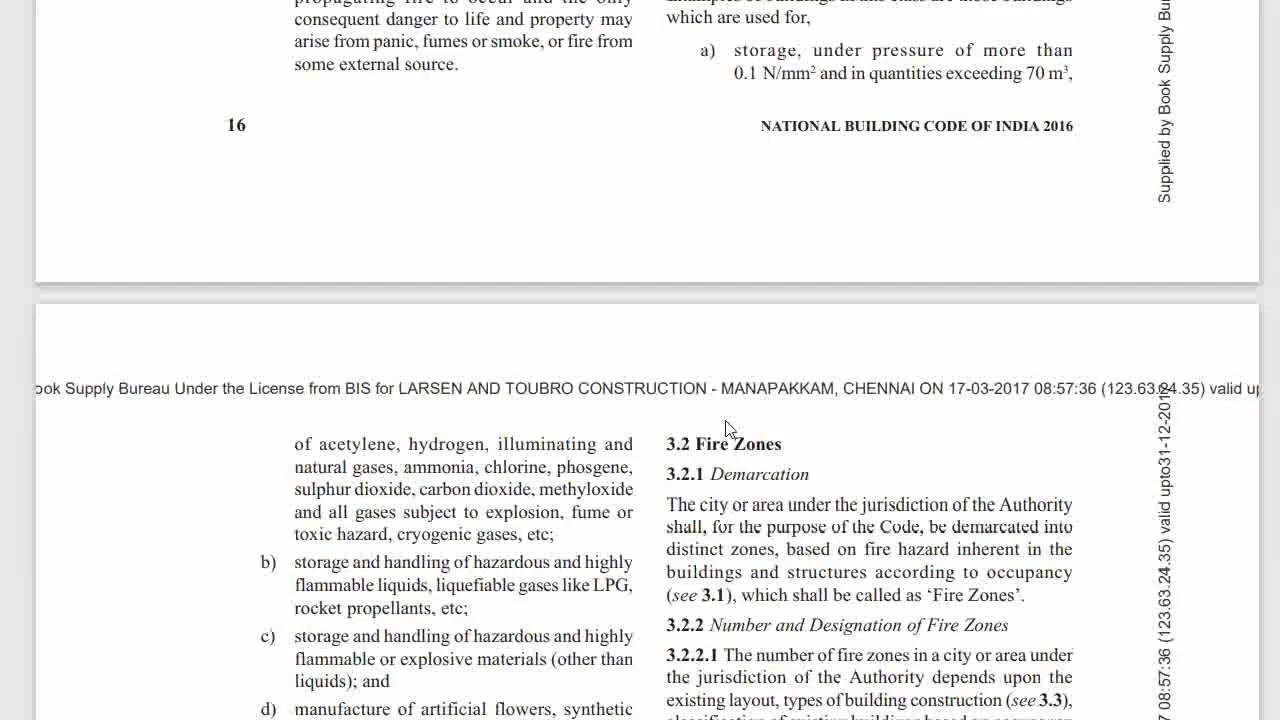 propagating fire to occur and the only
consequent danger to life and property may
arise from panic, fumes or smoke, or fire from
some external source.
which are used for,
a) storage, under pressure of more than
0.1 N/mm² and in quantities exceeding 70 m³,
16
NATIONAL BUILDING CODE OF INDIA 2016
Supplied by Book Supply Bu
ook Supply Bureau Under the License from BIS for LARSEN AND TOUBRO CONSTRUCTION - MANAPAKKAM, CHENNAI ON 17-03-2017 08:57:36 (123.63.24.35) valid up
of acetylene, hydrogen, illuminating and
natural gases, ammonia, chlorine, phosgene,
sulphur dioxide, carbon dioxide, methyloxide
and all gases subject to explosion, fume or
toxic hazard, cryogenic gases, etc;
b) storage and handling of hazardous and highly
flammable liquids, liquefiable gases like LPG,
rocket propellants, etc;
c) storage and handling of hazardous and highly
flammable or explosive materials (other than
liquids); and
d) manufacture of artificial flowers, synthetic
3.2 Fire Zones
3.2.1 Demarcation
The city or area under the jurisdiction of the Authority
shall, for the purpose of the Code, be demarcated into
distinct zones, based on fire hazard inherent in the
buildings and structures according to occupancy
(see 3.1), which shall be called as ‘Fire Zones’.
3.2.2 Number and Designation of Fire Zones
3.2.2.1 The number of fire zones in a city or area under
the jurisdiction of the Authority depends upon the
existing layout, types of building construction (see 3.3),
7 08:57:36 (123.63.24.35) valid upto31-12-201